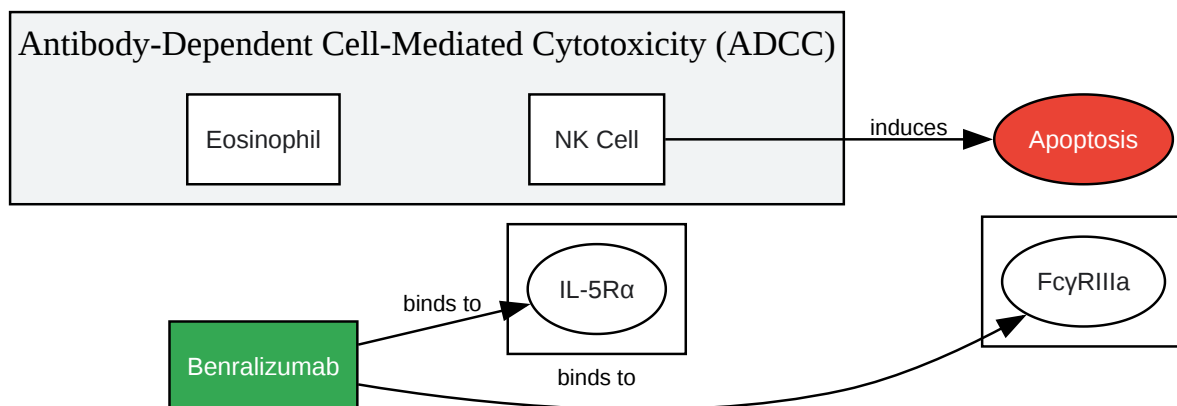 Antibody-Dependent Cell-Mediated Cytotoxicity (ADCC)
Eosinophil
NK Cell
induces
Apoptosis
IL-5Rα
FcγRIIIa
binds to
Benralizumab
binds to